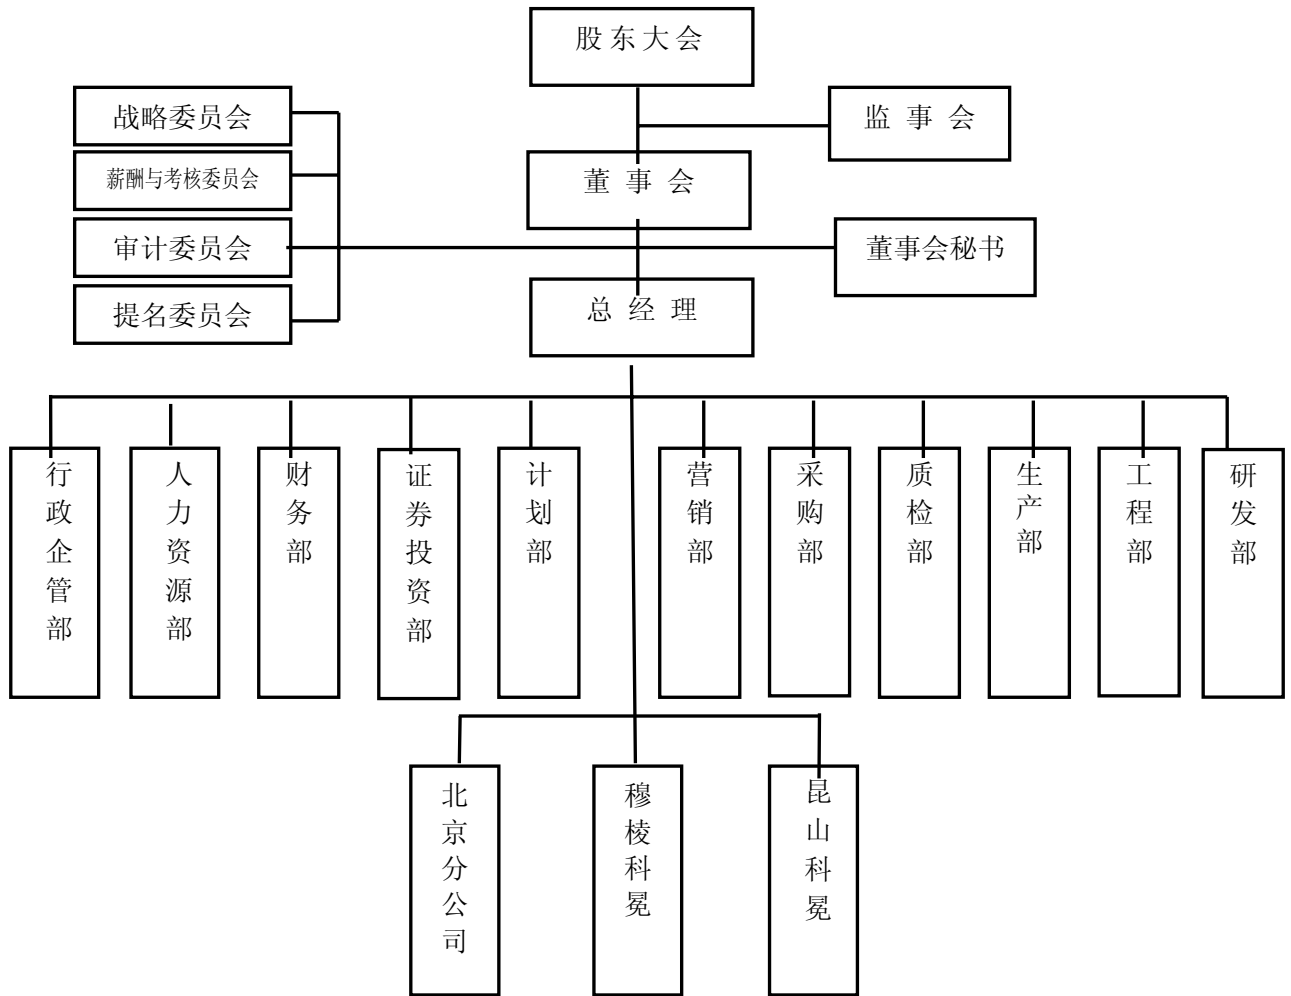 股东大会
战略委员会
监事会
薪酬与考核委员会
董事会
审计委员会
董事会秘书
提名委员会
总经理
行政企管部
人力资源部
财务部
证券投资部
计划部
营销部
采购部
质检部
生产部
工程部
研发部
北京分公司
穆棱科冕
昆山科冕